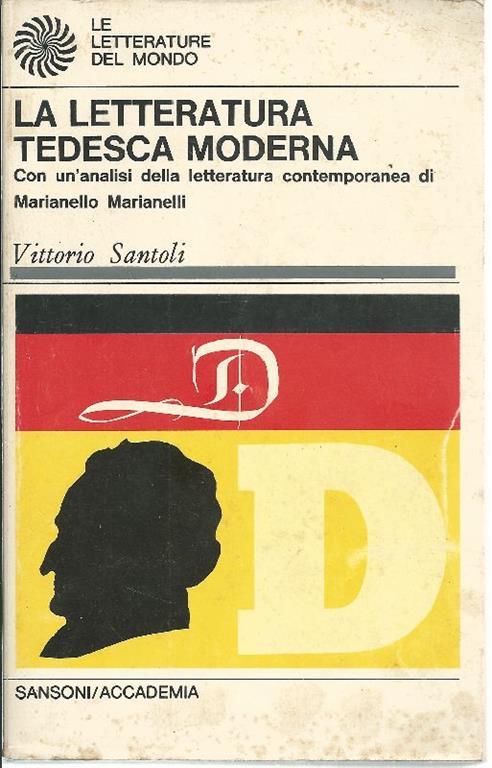 LE
LETTERATURE
DEL MONDO
LA LETTERATURA
TEDESCA MODERNA
Con un'analisi della letteratura contemporanea di
Marianello Marianelli
Vittorio Santoli
D
D
SANSONI/ACCADEMIA